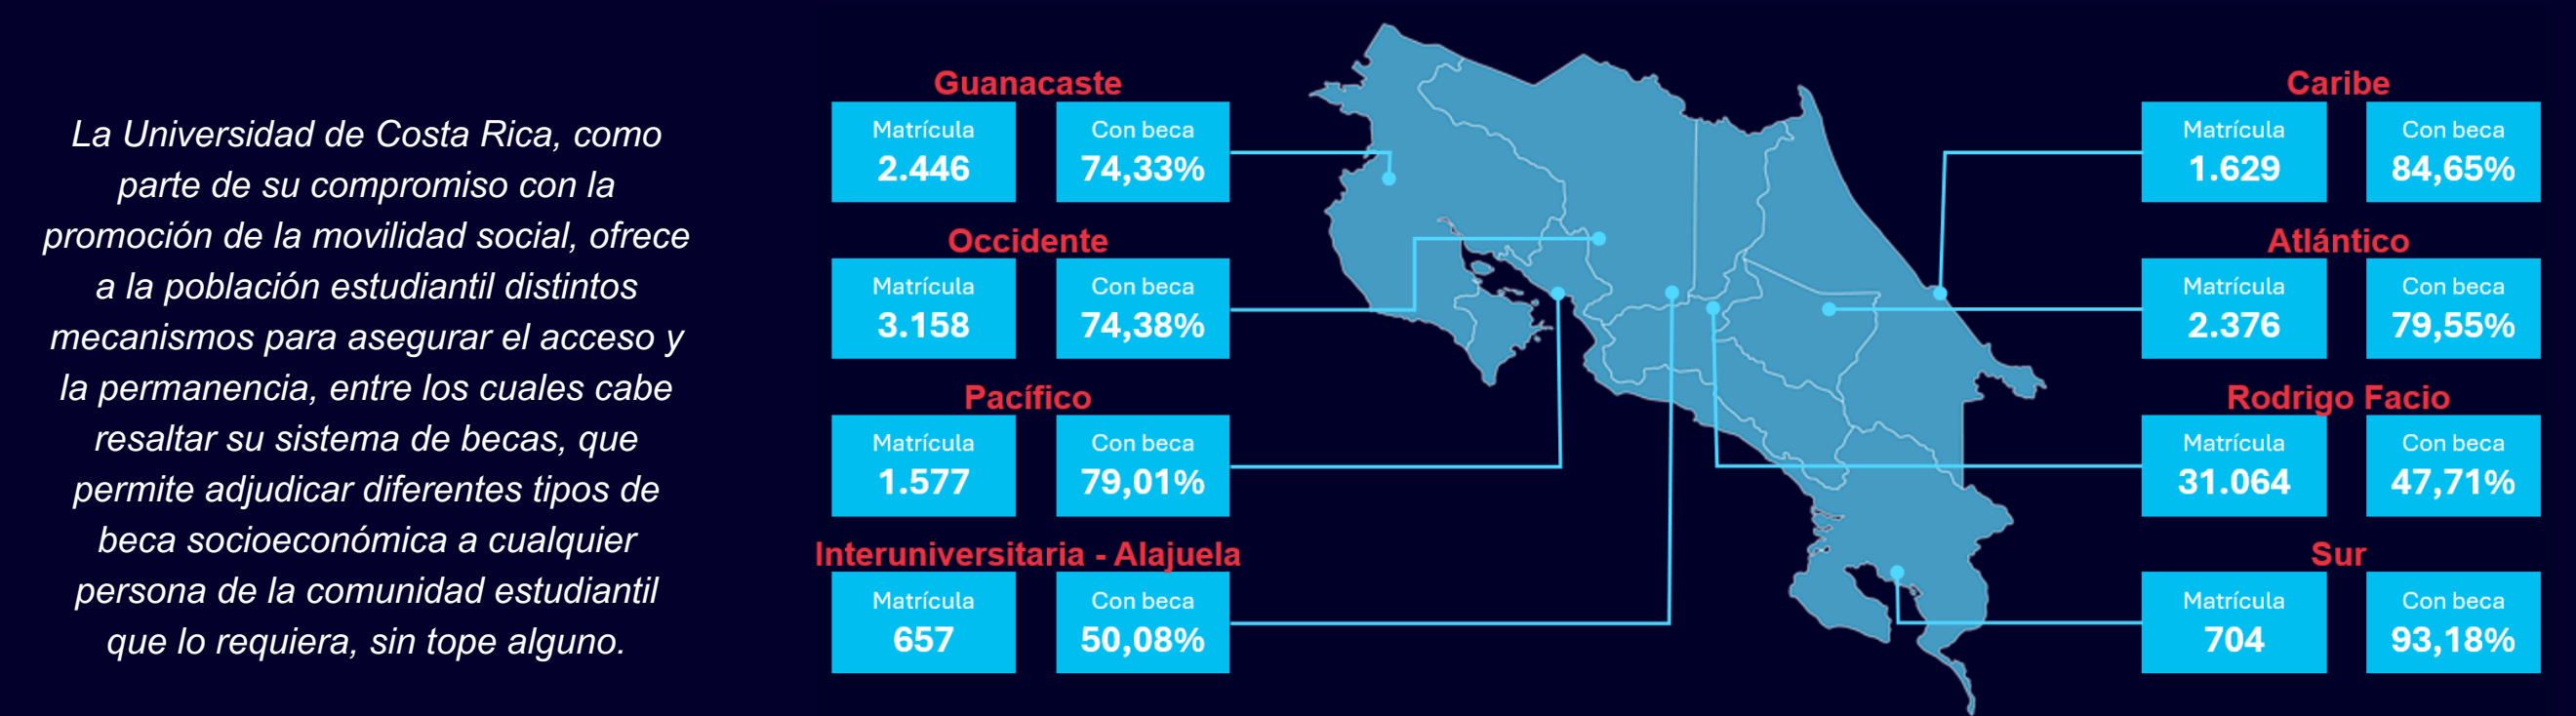 La Universidad de Costa Rica, como
parte de su compromiso con la
promoción de la movilidad social, ofrece
a la población estudiantil distintos
mecanismos para asegurar el acceso y
la permanencia, entre los cuales cabe
resaltar su sistema de becas, que
permite adjudicar diferentes tipos de
beca socioeconómica a cualquier
persona de la comunidad estudiantil
que lo requiera, sin tope alguno.
Guanacaste
Matrícula
2.446
Con beca
74,33%
Occidente
Matrícula
3.158
Con beca
74,38%
Pacífico
Matrícula
1.577
Con beca
79,01%
Interuniversitaria - Alajuela
Matrícula
657
Con beca
50,08%
Caribe
Matrícula
1.629
Con beca
84,65%
Atlántico
Matrícula
2.376
Con beca
79,55%
Rodrigo Facio
Matrícula
31.064
Con beca
47,71%
Sur
Matrícula
704
Con beca
93,18%